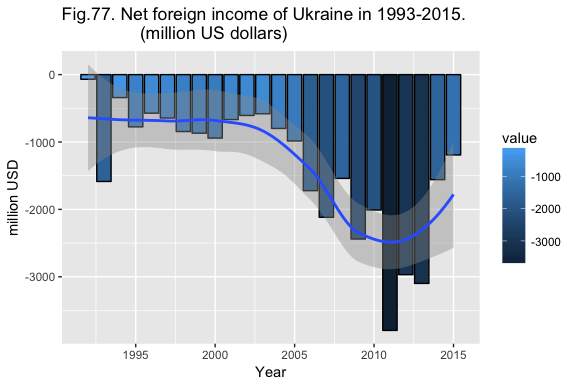 Fig.77. Net foreign income of Ukraine in 1993-2015.
(million US dollars)
0
-1000
-2000
-3000
million USD
1995 2000 2005 2010 2015
Year
value
-1000
-2000
-3000